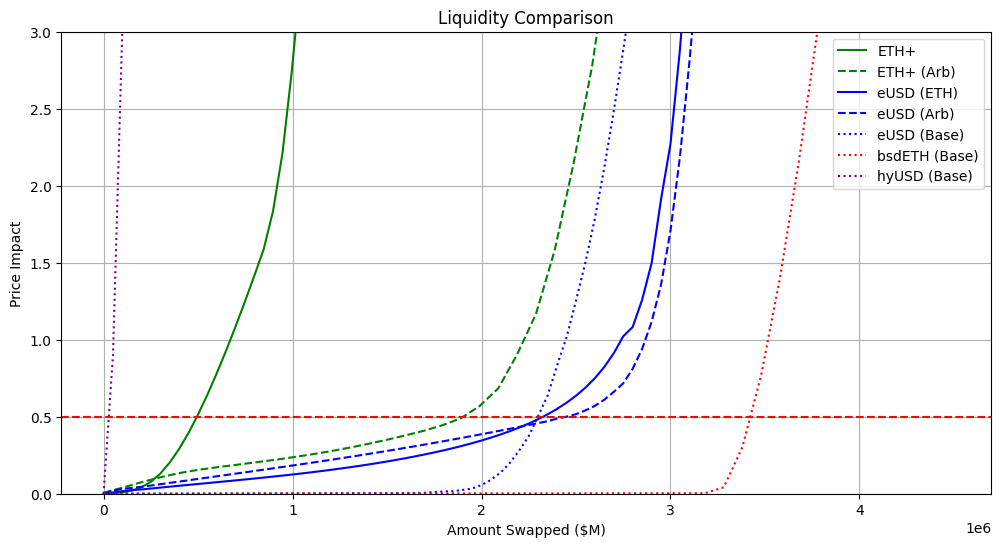 Liquidity Comparison
3.0
2.5
2.0
1.5
1.0
0.5
0.0
Price Impact
ETH+
ETH+ (Arb)
eUSD (ETH)
eUSD (Arb)
eUSD (Base)
bsdETH (Base)
hyUSD (Base)
0 1 2 3 4
1e6
Amount Swapped ($M)